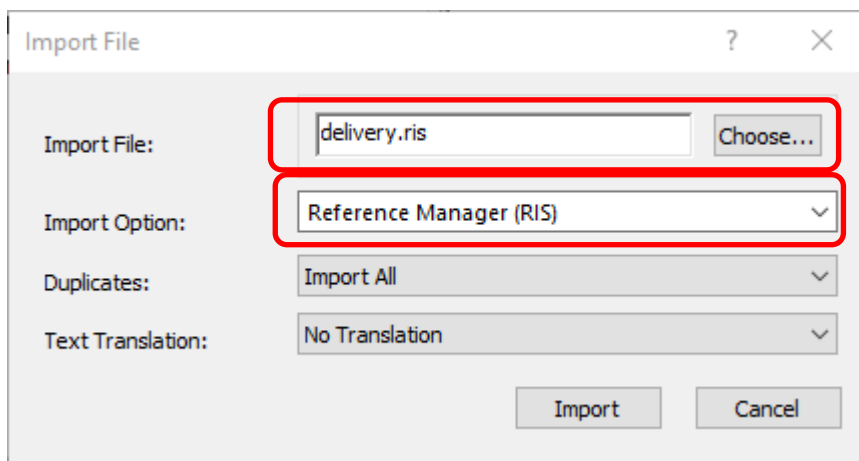 Import File
Import File: delivery.ris Choose...
Import Option: Reference Manager (RIS)
Duplicates: Import All
Text Translation: No Translation
Import Cancel